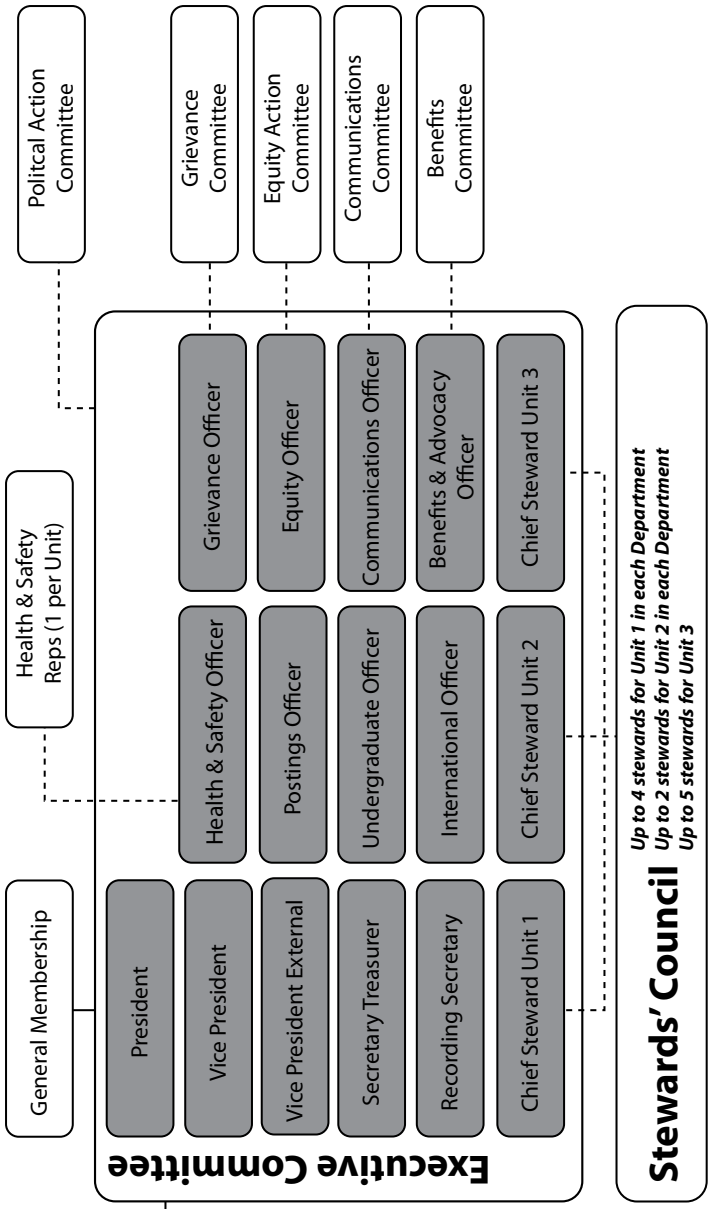 General Membership
Health & Safety
Reps (1 per Unit)
Politcal Action
Committee
Executive Committee
President
Vice President
Vice President External
Secretary Treasurer
Recording Secretary
Chief Steward Unit 1
Health & Safety Officer
Postings Officer
Undergraduate Officer
International Officer
Chief Steward Unit 2
Grievance Officer
Equity Officer
Communications Officer
Benefits & Advocacy
Officer
Chief Steward Unit 3
Grievance
Committee
Equity Action
Committee
Communications
Committee
Benefits
Committee
Stewards’ Council
Up to 4 stewards for Unit 1 in each Department
Up to 2 stewards for Unit 2 in each Department
Up to 5 stewards for Unit 3